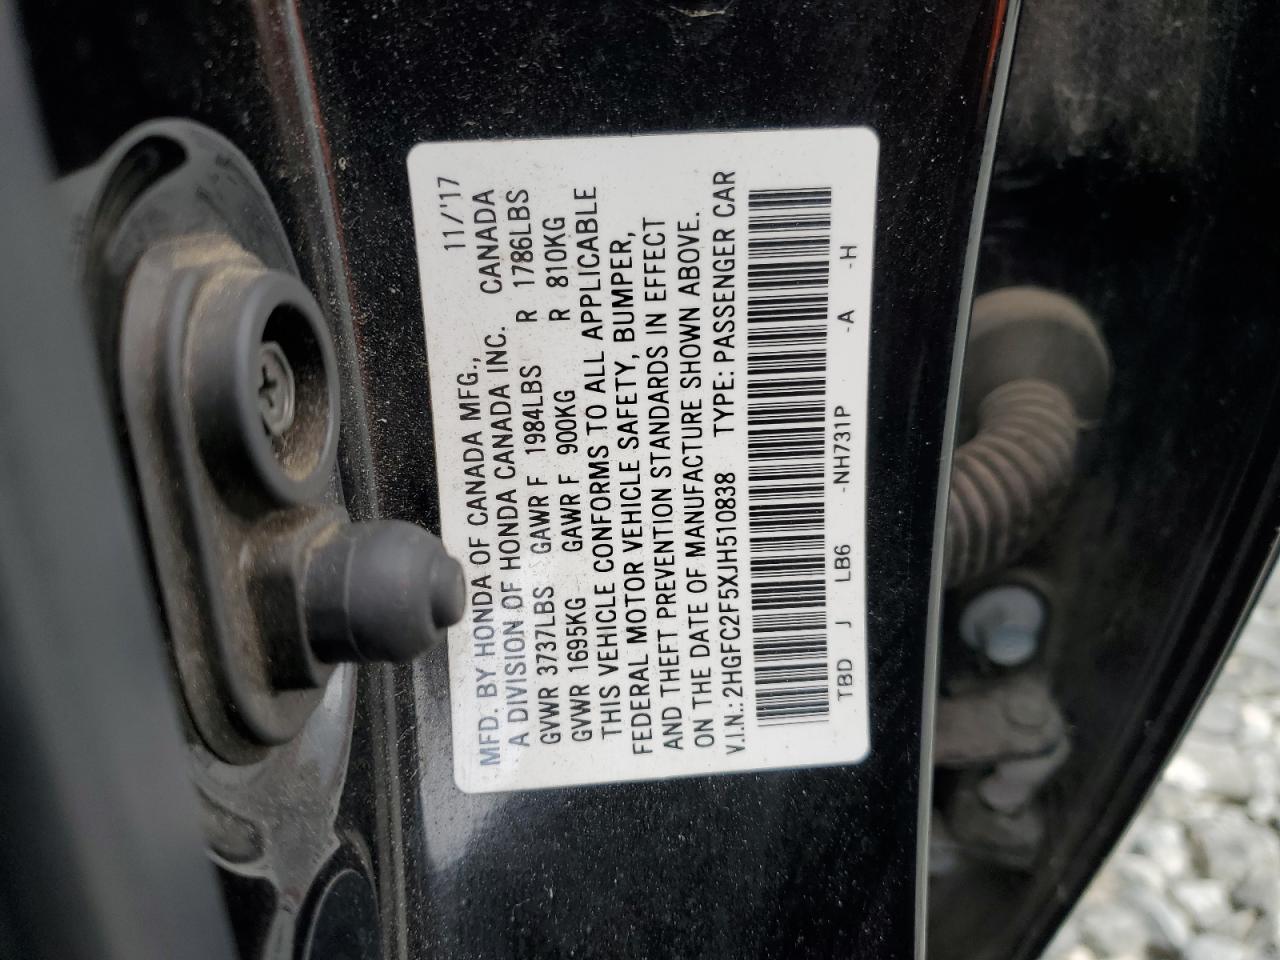 11/'17
MFD. BY HONDA OF CANADA MFG., CANADA
A DIVISION OF HONDA CANADA INC.
GVWR 3737LBS GAWR F 1984LBS R 1786LBS
GVWR 1695KG GAWR F 900KG R 810KG
THIS VEHICLE CONFORMS TO ALL APPLICABLE
FEDERAL MOTOR VEHICLE SAFETY, BUMPER,
AND THEFT PREVENTION STANDARDS IN EFFECT
ON THE DATE OF MANUFACTURE SHOWN ABOVE.
V.I.N.: 2HGFC2F5XJH510838 TYPE: PASSENGER CAR
TBD J LB6 -NH731P -A -H